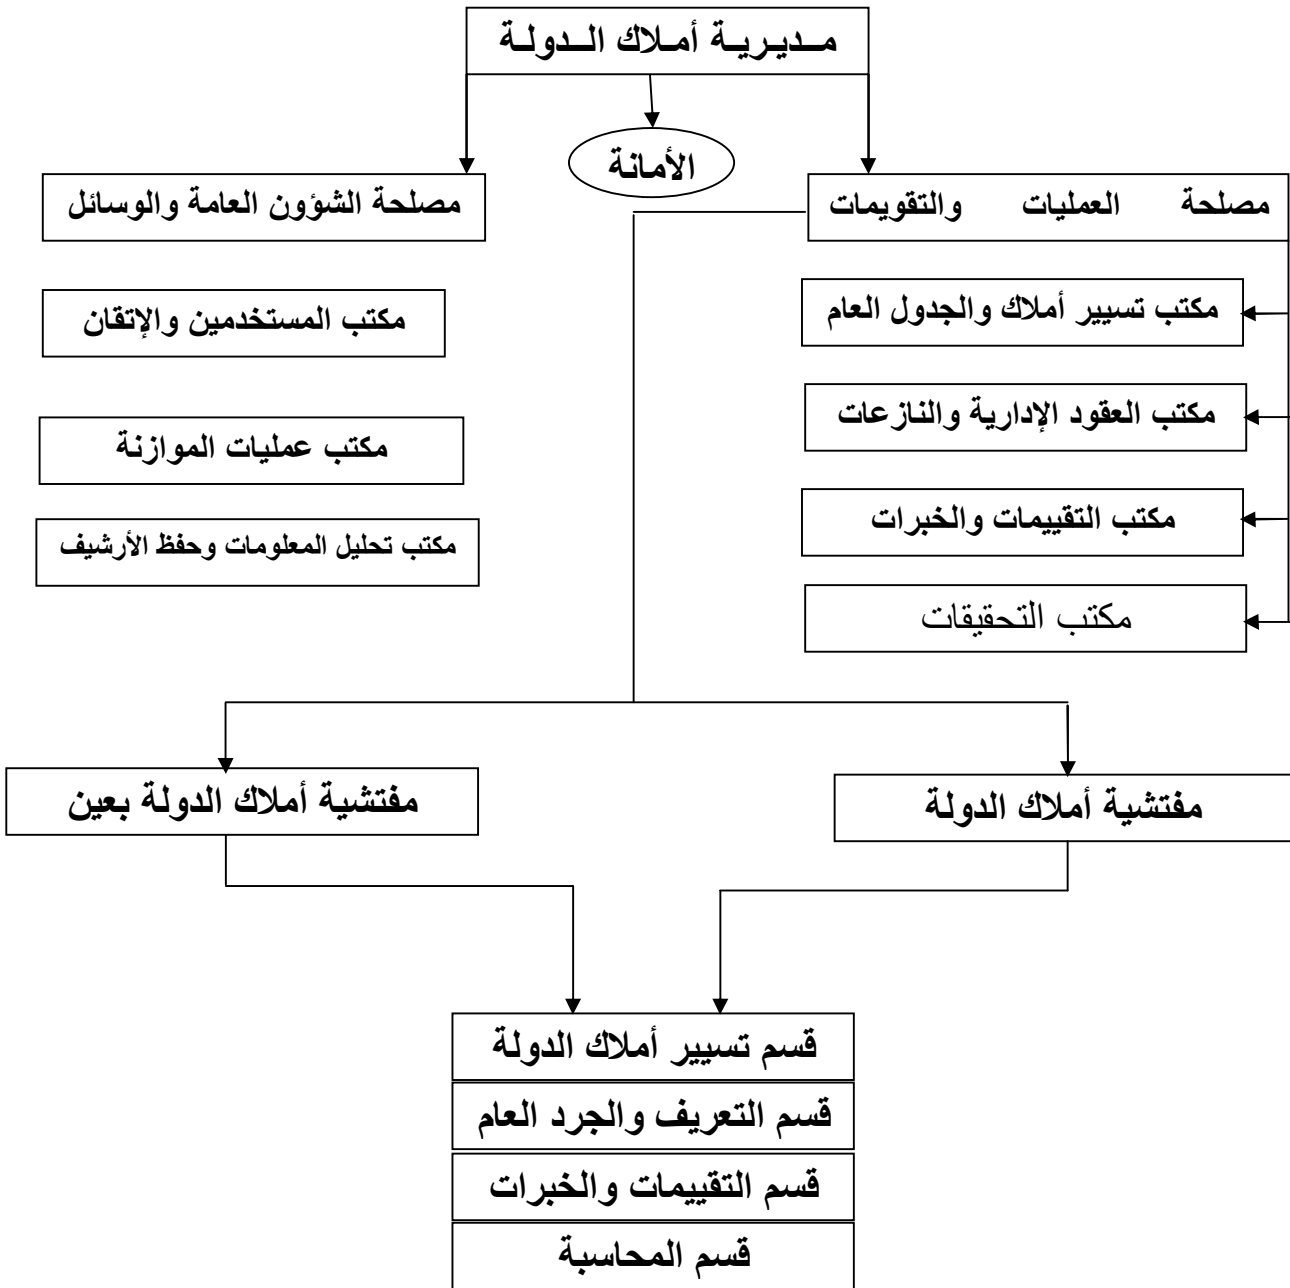 مـديـريـة أمـلاك الـدولـة
الأمانة
مصلحة العمليات والتقويمات
مصلحة الشؤون العامة والوسائل
مكتب تسيير أملاك والجدول العام
مكتب المستخدمين والإتقان
مكتب العقود الإدارية والنازعات
مكتب عمليات الموازنة
مكتب التقييمات والخبرات
مكتب تحليل المعلومات وحفظ الأرشيف
مكتب التحقيقات
مفتشية أملاك الدولة
مفتشية أملاك الدولة بعين
قسم تسيير أملاك الدولة
قسم التعريف والجرد العام
قسم التقييمات والخبرات
قسم المحاسبة